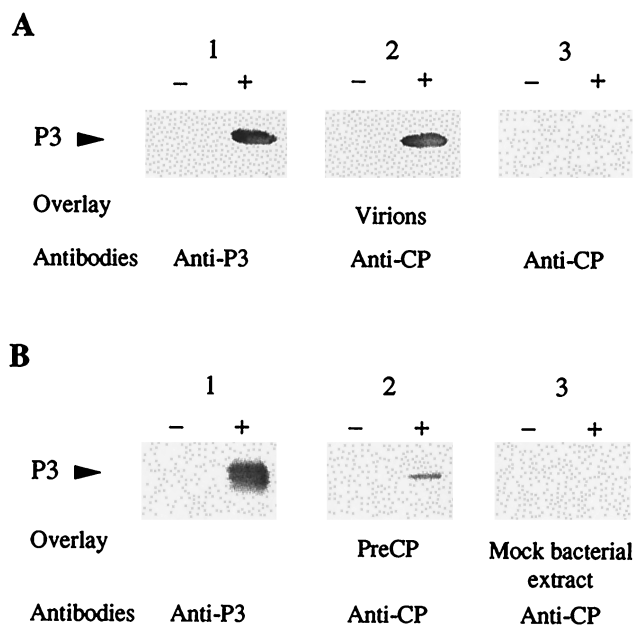 A
1 2 3
− + − + − +
P3
Overlay Virions
Antibodies Anti-P3 Anti-CP Anti-CP
B
1 2 3
− + − + − +
P3
Overlay PreCP Mock bacterial
extract
Antibodies Anti-P3 Anti-CP Anti-CP